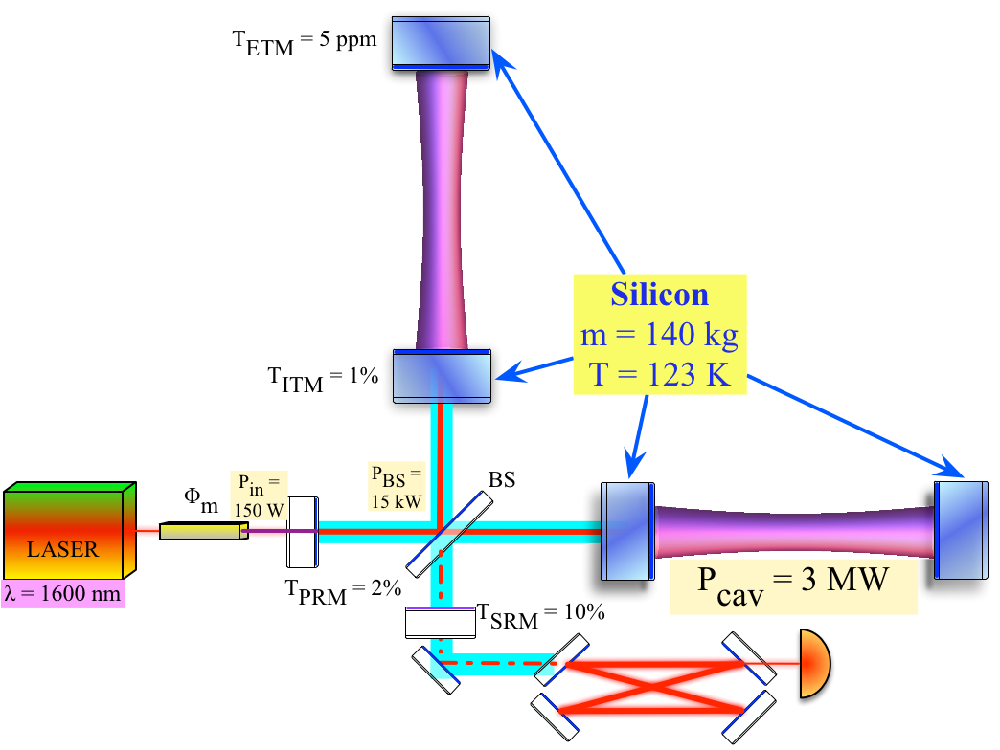 T_ETM = 5 ppm
Silicon
m = 140 kg
T = 123 K
T_ITM = 1%
P_BS =
15 kW
BS
P_in =
150 W
Φ_m
LASER
λ = 1600 nm
T_PRM = 2%
P_cav = 3 MW
T_SRM = 10%